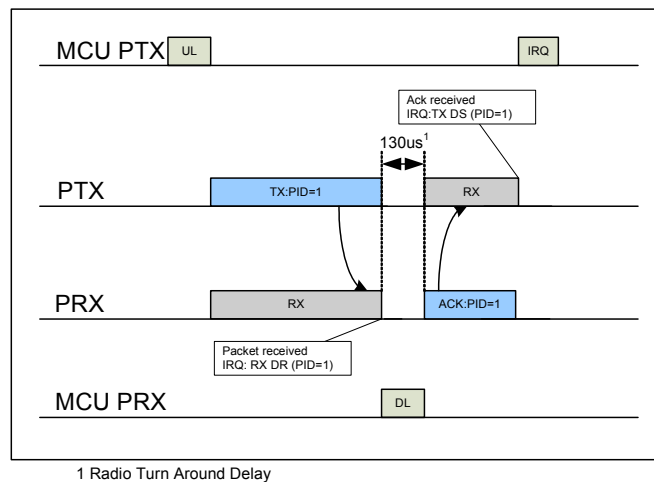 MCU PTX
UL
IRQ
Ack received
IRQ:TX DS (PID=1)
130us1
PTX
TX:PID=1
RX
PRX
RX
ACK:PID=1
Packet received
IRQ: RX DR (PID=1)
MCU PRX
DL
1 Radio Turn Around Delay